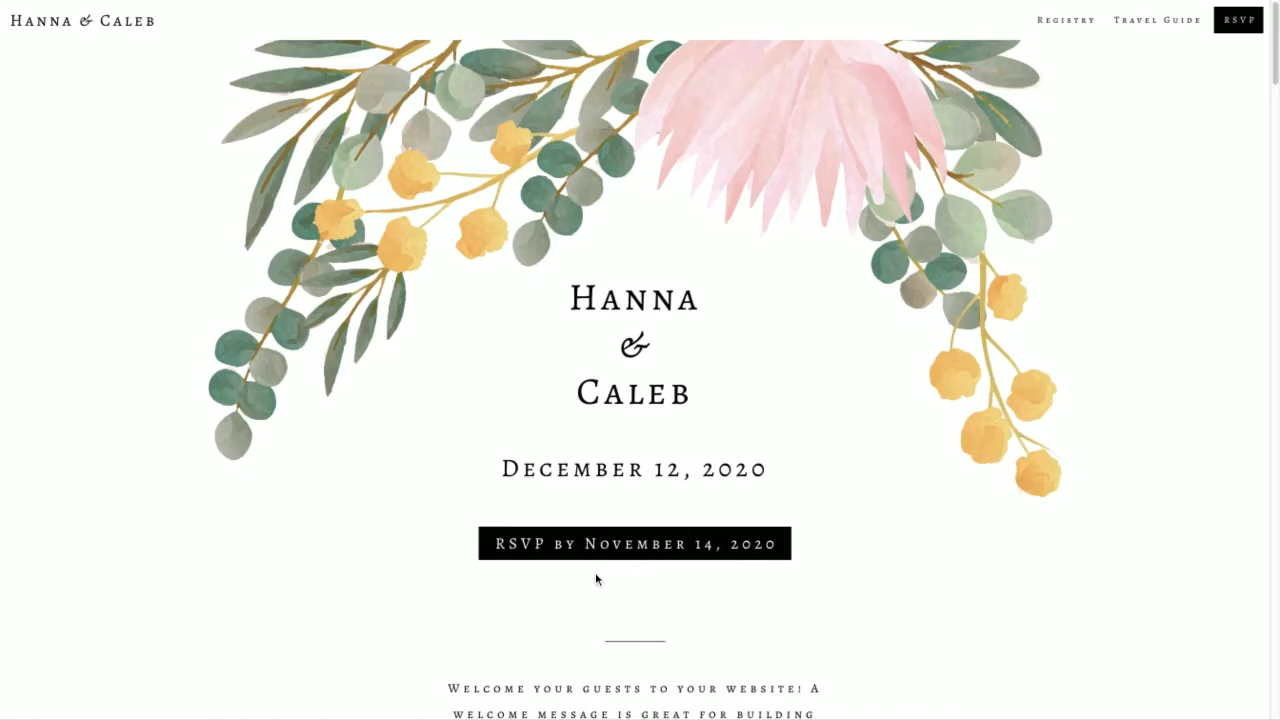 Hanna & Caleb
Registry Travel Guide RSVP
Hanna
&
Caleb
December 12, 2020
RSVP by November 14, 2020
Welcome your guests to your website! A
welcome message is great for building